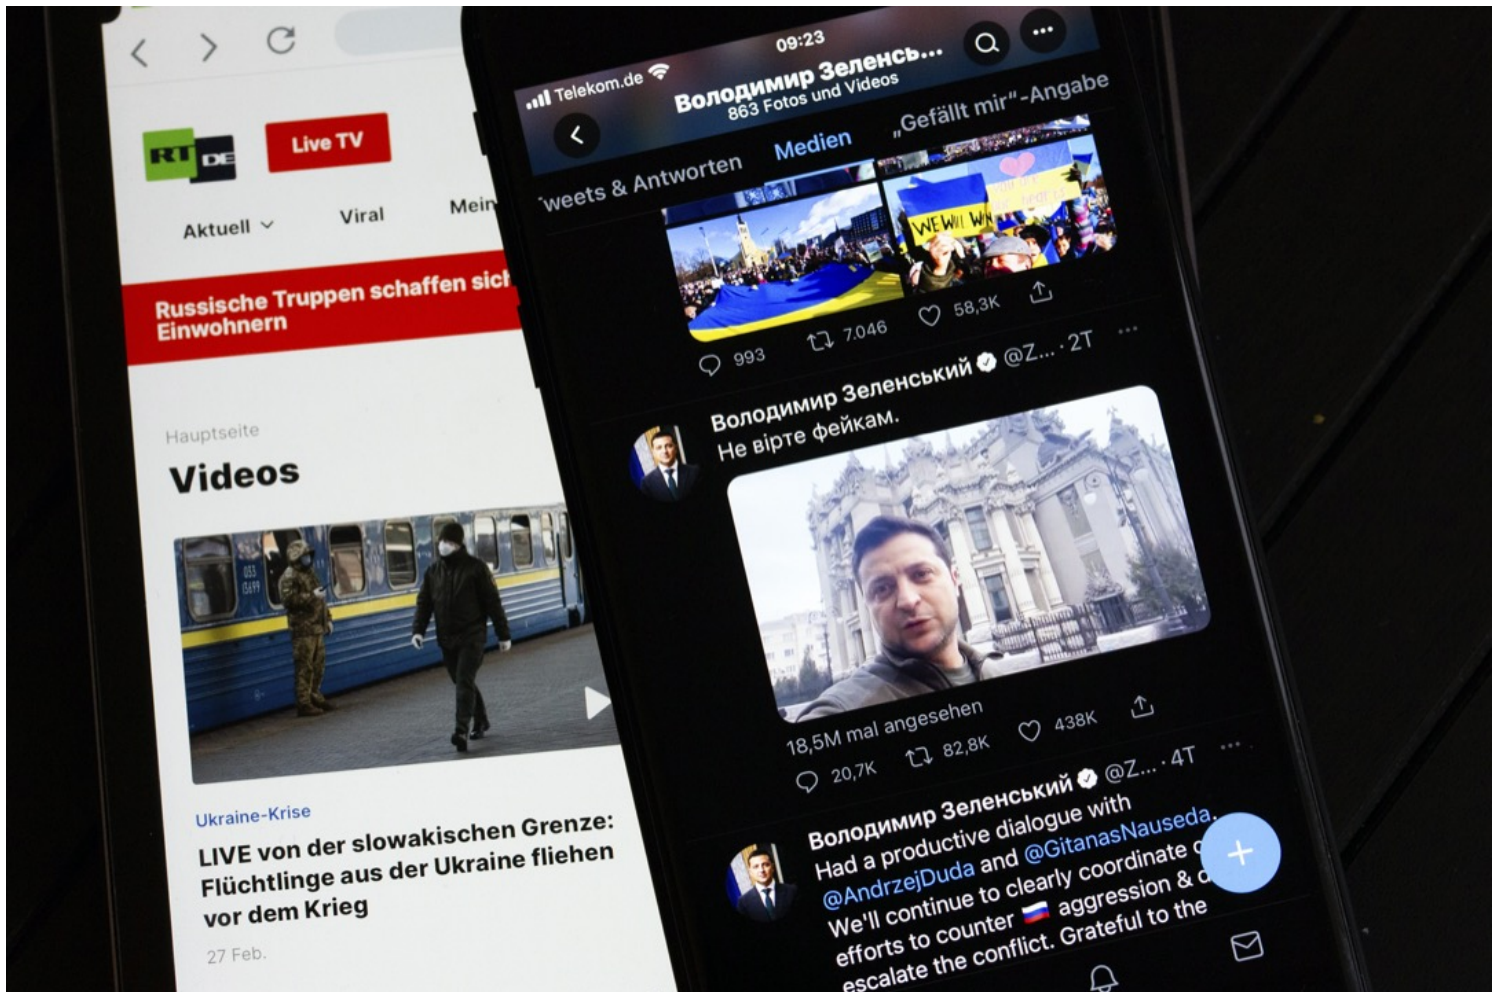 RT DE
Live TV
Aktuell
Viral
Mein
Russische Truppen schaffen sich
Einwohnern
Hauptseite
Videos
Ukraine-Krise
LIVE von der slowakischen Grenze:
Flüchtlinge aus der Ukraine fliehen
vor dem Krieg
27 Feb.
Telekom.de
09:23
Володимир Зеленсь...
863 Fotos und Videos
weets & Antworten
Medien
„Gefällt mir“-Angabe
WE WILL WIN
993
7.046
58,3K
Володимир Зеленський @Z... · 2T
Не вірте фейкам.
18,5M mal angesehen
20,7K
82,8K
438K
Володимир Зеленський @Z... · 4T
Had a productive dialogue with
@AndrzejDuda and @GitanasNauseda.
We'll continue to clearly coordinate
efforts to counter 🇷🇺 aggression &
escalate the conflict. Grateful to the